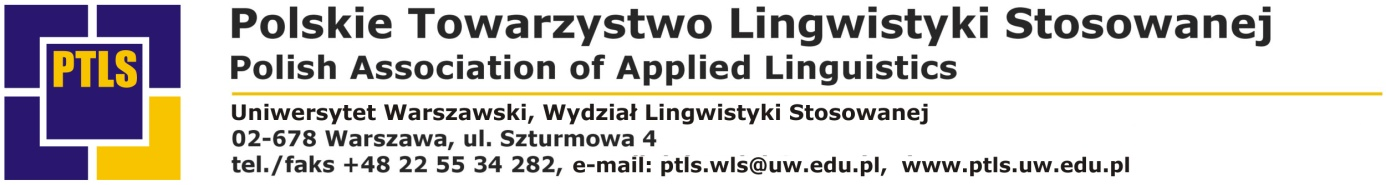 PTLS
Polskie Towarzystwo Lingwistyki Stosowanej
Polish Association of Applied Linguistics
Uniwersytet Warszawski, Wydział Lingwistyki Stosowanej
02-678 Warszawa, ul. Szturmowa 4
tel./faks +48 22 55 34 282, e-mail: ptls.wls@uw.edu.pl, www.ptls.uw.edu.pl